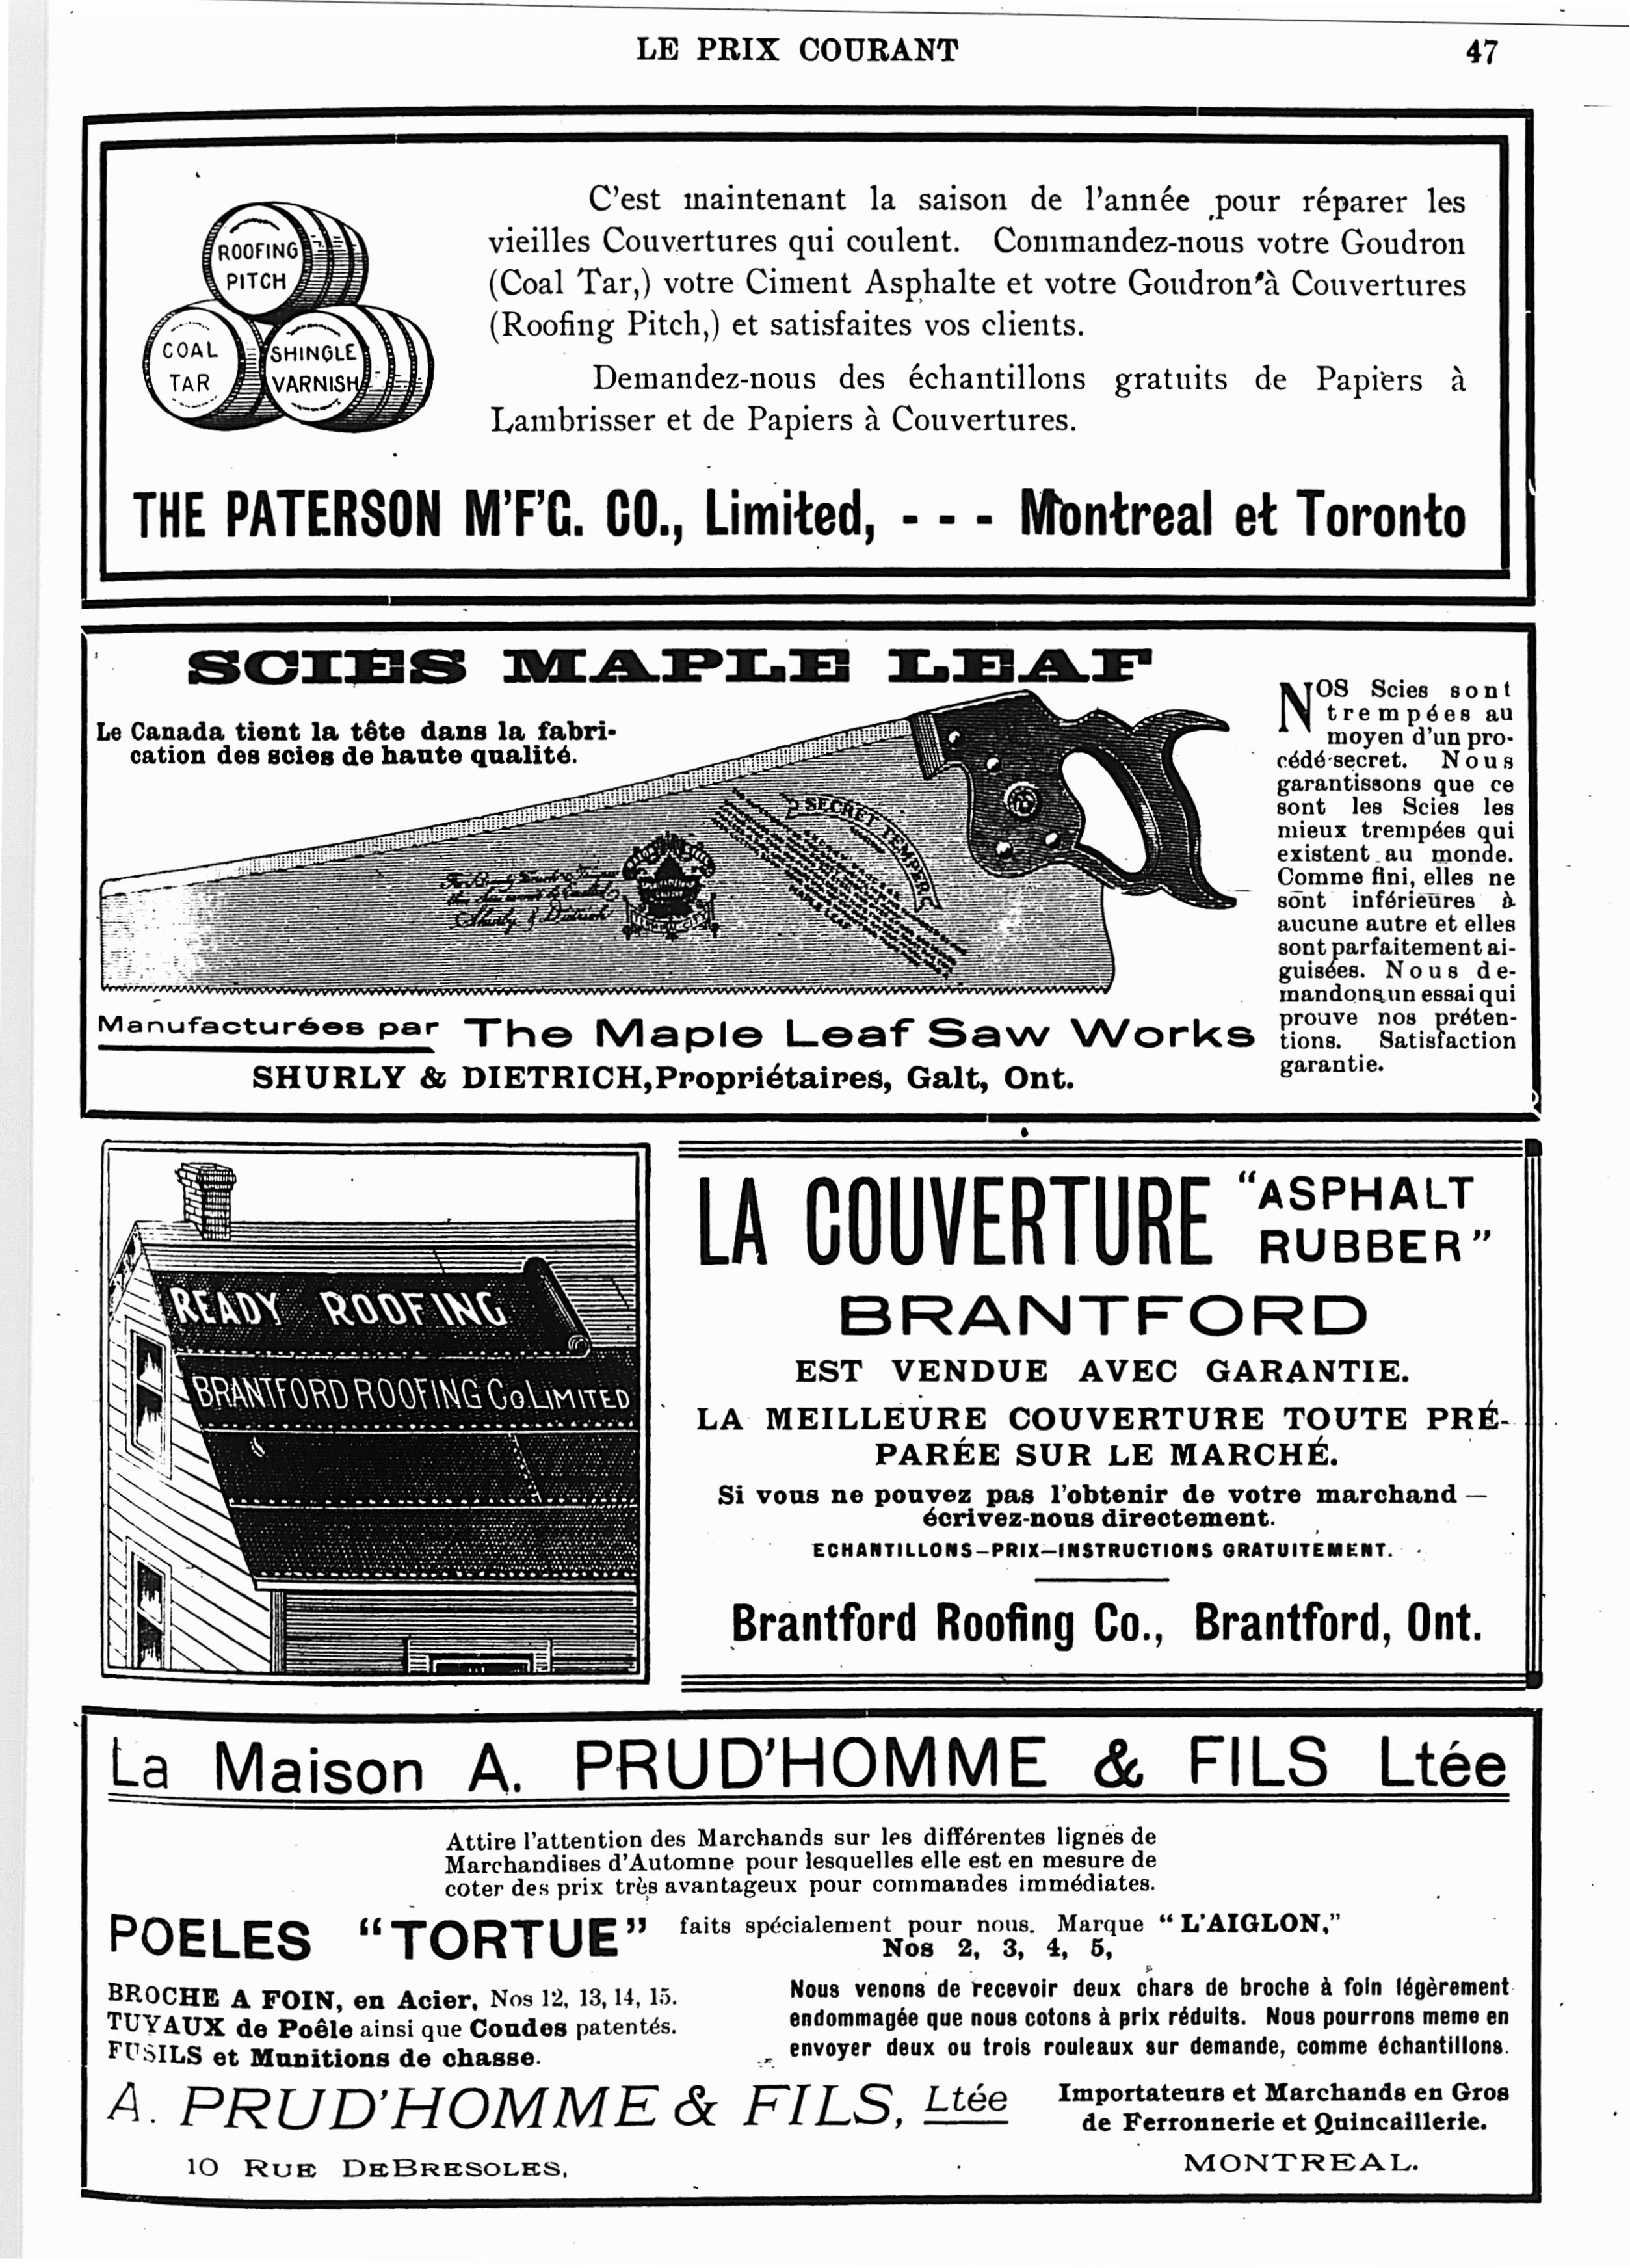 LE PRIX COURANT 47
ROOFING
PITCH
COAL
TAR
SHINGLE
VARNISH
C'est maintenant la saison de l'année pour réparer les
vieilles Couvertures qui coulent. Commandez-nous votre Goudron
(Coal Tar,) votre Ciment Asphalte et votre Goudron à Couvertures
(Roofing Pitch,) et satisfaites vos clients.
Demandez-nous des échantillons gratuits de Papiers à
Lambrisser et de Papiers à Couvertures.
THE PATERSON M'F'G. CO., Limited, - - - Montreal et Toronto
SCIES MAPLE LEAF
Le Canada tient la tête dans la fabri-
cation des scies de haute qualité.
SECRET TEMPER
Shurly & Dietrich
NOS Scies sont
trempées au
moyen d'un pro-
cédé secret. Nous
garantissons que ce
sont les Scies les
mieux trempées qui
existent au monde.
Comme fini, elles ne
sont inférieures à
aucune autre et elles
sont parfaitement ai-
guisées. Nous de-
mandons un essai qui
prouve nos préten-
tions. Satisfaction
garantie.
Manufacturées par The Maple Leaf Saw Works
SHURLY & DIETRICH, Propriétaires, Galt, Ont.
READY ROOFING
BRANTFORD ROOFING Co LIMITED
LA COUVERTURE "ASPHALT
RUBBER"
BRANTFORD
EST VENDUE AVEC GARANTIE.
LA MEILLEURE COUVERTURE TOUTE PRÉ-
PARÉE SUR LE MARCHÉ.
Si vous ne pouvez pas l'obtenir de votre marchand —
écrivez-nous directement.
ECHANTILLONS—PRIX—INSTRUCTIONS GRATUITEMENT.
Brantford Roofing Co., Brantford, Ont.
La Maison A. PRUD'HOMME & FILS Ltée
Attire l'attention des Marchands sur les différentes lignes de
Marchandises d'Automne pour lesquelles elle est en mesure de
coter des prix très avantageux pour commandes immédiates.
POELES "TORTUE" faits spécialement pour nous. Marque "L'AIGLON,"
Nos 2, 3, 4, 5,
BROCHE A FOIN, en Acier, Nos 12, 13, 14, 15.
TUYAUX de Poêle ainsi que Coudes patentés.
FUSILS et Munitions de chasse.
Nous venons de recevoir deux chars de broche à foin légèrement
endommagée que nous cotons à prix réduits. Nous pourrons meme en
envoyer deux ou trois rouleaux sur demande, comme échantillons.
A. PRUD'HOMME & FILS, Ltée
Importateurs et Marchands en Gros
de Ferronnerie et Quincaillerie.
10 RUE DEBRESOLES,
MONTREAL.